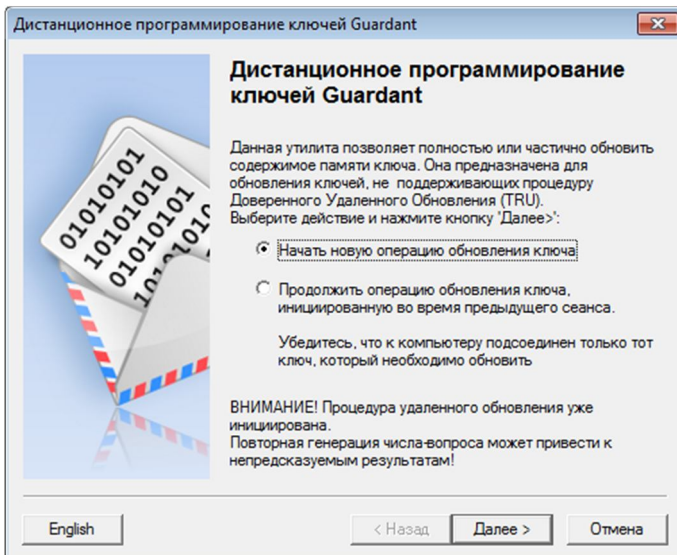 Дистанционное программирование ключей Guardant
Дистанционное программирование
ключей Guardant
Данная утилита позволяет полностью или частично обновить
содержимое памяти ключа. Она предназначена для
обновления ключей, не поддерживающих процедуру
Доверенного Удаленного Обновления (TRU).
Выберите действие и нажмите кнопку 'Далее>':
Начать новую операцию обновления ключа
Продолжить операцию обновления ключа,
инициированную во время предыдущего сеанса.
Убедитесь, что к компьютеру подсоединен только тот
ключ, который необходимо обновить
ВНИМАНИЕ! Процедура удаленного обновления уже
инициирована.
Повторная генерация числа-вопроса может привести к
непредсказуемым результатам!
01010101
10101010
01010101
101010
English
< Назад
Далее >
Отмена